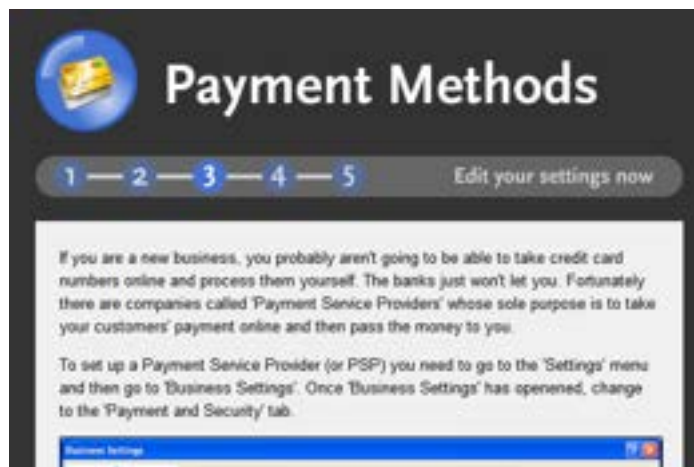 Payment Methods
1 2 3 4 5 Edit your settings now
If you are a new business, you probably aren't going to be able to take credit card
numbers online and process them yourself. The banks just won't let you. Fortunately
there are companies called 'Payment Service Providers' whose sole purpose is to take
your customers' payment online and then pass the money to you.
To set up a Payment Service Provider (or PSP) you need to go to the 'Settings' menu
and then go to 'Business Settings'. Once 'Business Settings' has openened, change
to the 'Payment and Security' tab.
Business Settings